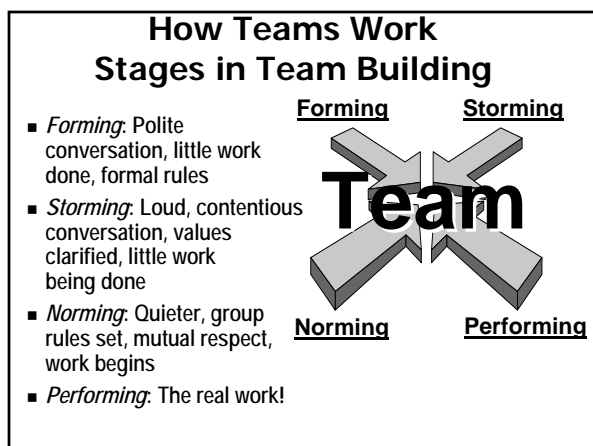 How Teams Work
Stages in Team Building
■ Forming: Polite
conversation, little work
done, formal rules
■ Storming: Loud, contentious
conversation, values
clarified, little work
being done
■ Norming: Quieter, group
rules set, mutual respect,
work begins
■ Performing: The real work!
Forming
Storming
Team
Norming
Performing